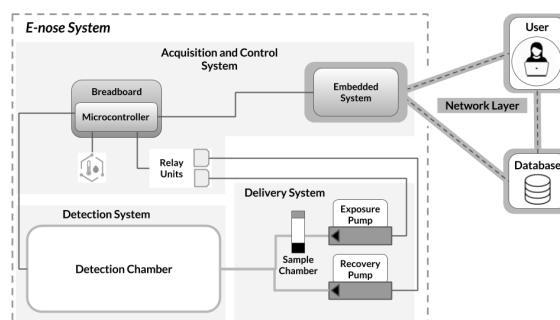 E-nose System
Acquisition and Control
System
User
Breadboard
Microcontroller
Embedded
System
Network Layer
Relay
Units
Database
Delivery System
Detection System
Exposure
Pump
Sample
Chamber
Detection Chamber
Recovery
Pump